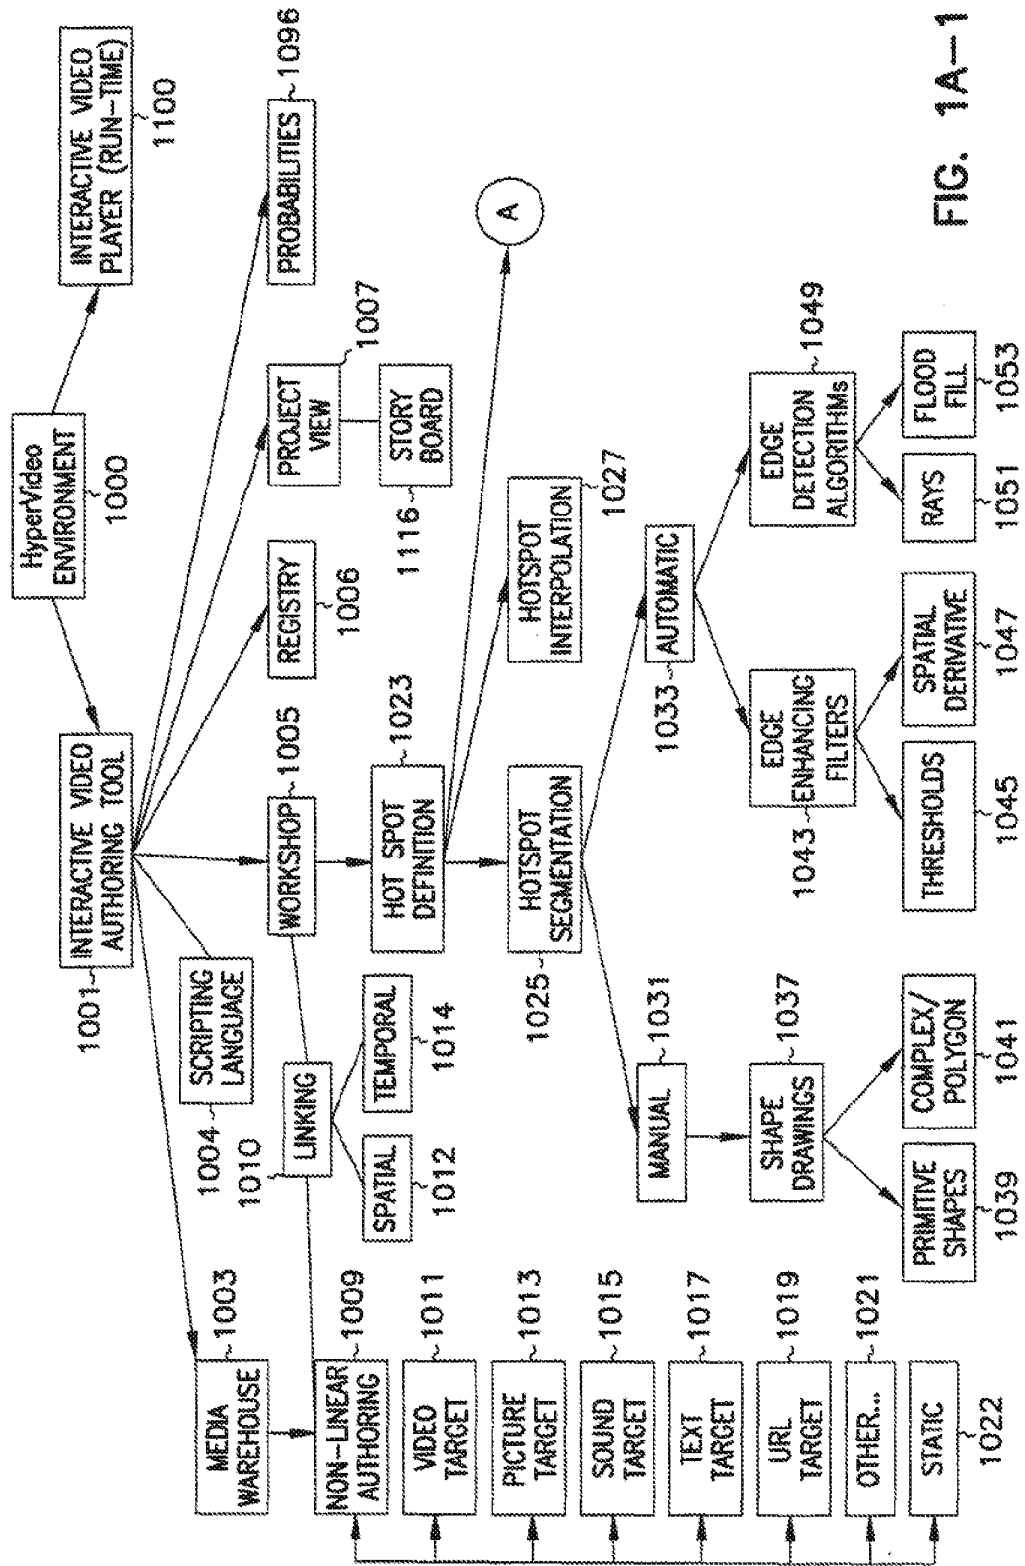 HyperVideo
ENVIRONMENT
1000
INTERACTIVE VIDEO
AUTHORING TOOL
1001
INTERACTIVE VIDEO
PLAYER (RUN-TIME)
1100
MEDIA
WAREHOUSE
1003
SCRIPTING
LANGUAGE
1004
WORKSHOP
1005
REGISTRY
1006
PROJECT
VIEW
1007
PROBABILITIES
1096
NON-LINEAR
AUTHORING
1009
LINKING
1010
SPATIAL
1012
TEMPORAL
1014
HOT SPOT
DEFINITION
1023
STORY
BOARD
1116
VIDEO
TARGET
1011
PICTURE
TARGET
1013
SOUND
TARGET
1015
TEXT
TARGET
1017
URL
TARGET
1019
OTHER...
1021
STATIC
1022
HOTSPOT
SEGMENTATION
1025
HOTSPOT
INTERPOLATION
1027
A
MANUAL
1031
AUTOMATIC
1033
SHAPE
DRAWINGS
1037
EDGE
ENHANCING
FILTERS
1043
EDGE
DETECTION
ALGORITHMs
1049
PRIMITIVE
SHAPES
1039
COMPLEX/
POLYGON
1041
THRESHOLDS
1045
SPATIAL
DERIVATIVE
1047
RAYS
1051
FLOOD
FILL
1053
FIG. 1A-1